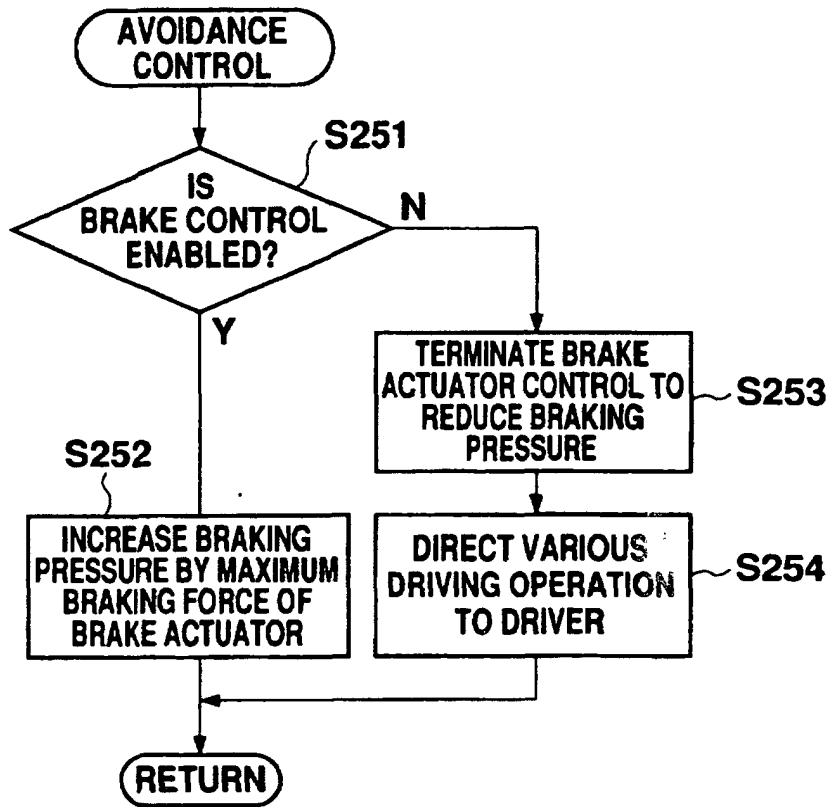 AVOIDANCE
CONTROL
S251
IS
BRAKE CONTROL
ENABLED?
N
Y
TERMINATE BRAKE
ACTUATOR CONTROL TO
REDUCE BRAKING
PRESSURE
S253
S252
INCREASE BRAKING
PRESSURE BY MAXIMUM
BRAKING FORCE OF
BRAKE ACTUATOR
DIRECT VARIOUS
DRIVING OPERATION
TO DRIVER
S254
RETURN